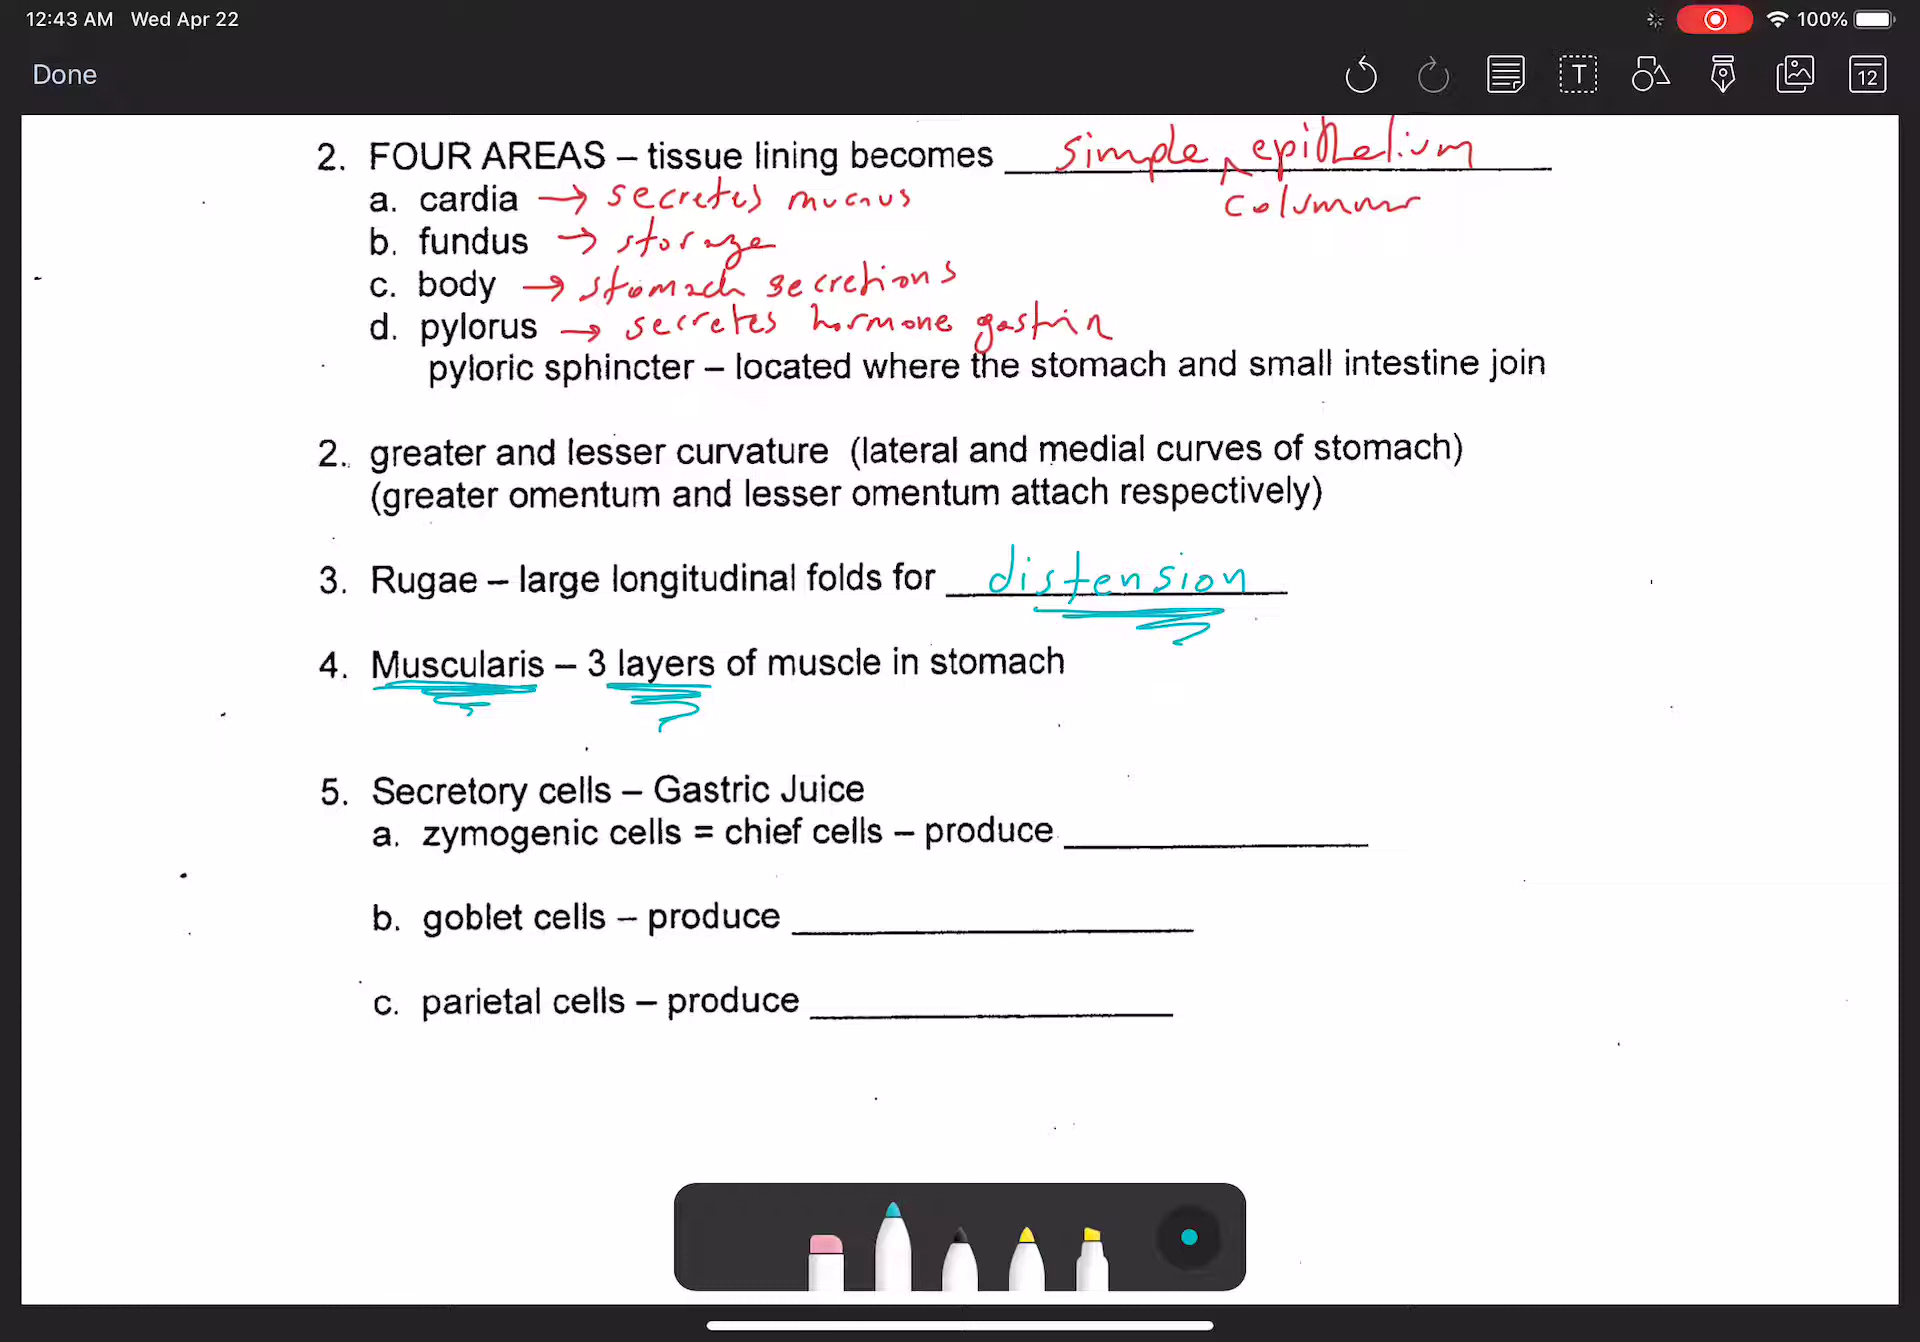 12:43 AM Wed Apr 22 100%
Done T 12
2. FOUR AREAS – tissue lining becomes simple epithelium
columnar
a. cardia → secretes mucus
b. fundus → storage
c. body → stomach secretions
d. pylorus → secretes hormone gastrin
pyloric sphincter – located where the stomach and small intestine join
2. greater and lesser curvature (lateral and medial curves of stomach)
(greater omentum and lesser omentum attach respectively)
3. Rugae – large longitudinal folds for distension
4. Muscularis – 3 layers of muscle in stomach
5. Secretory cells – Gastric Juice
a. zymogenic cells = chief cells – produce
b. goblet cells – produce
c. parietal cells – produce